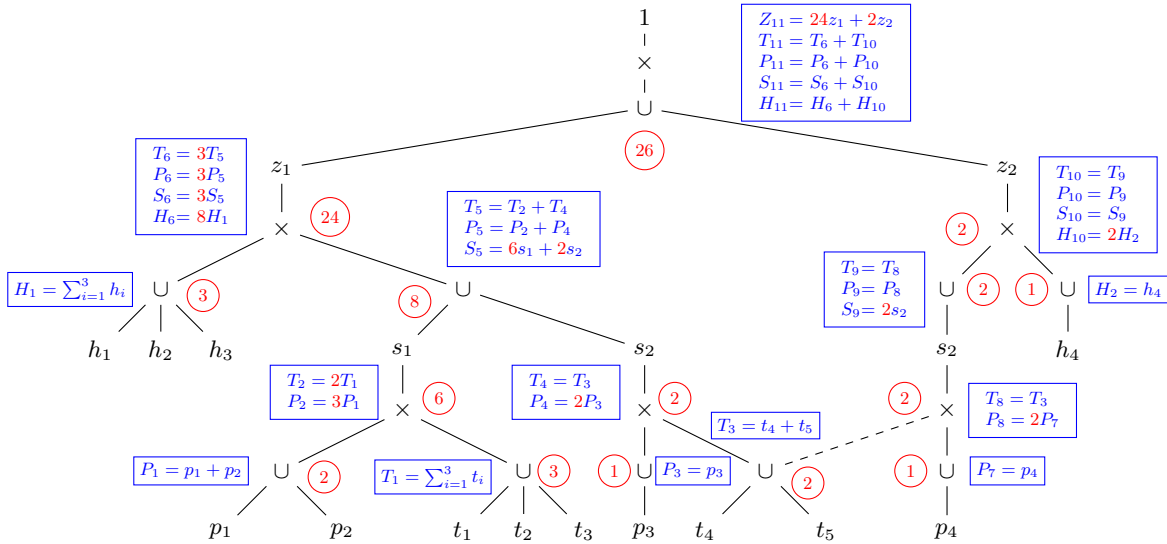 1
Z₁₁ = 24z₁ + 2z₂
T₁₁ = T₆ + T₁₀
P₁₁ = P₆ + P₁₀
S₁₁ = S₆ + S₁₀
H₁₁ = H₆ + H₁₀
×
∪
26
T₆ = 3T₅
P₆ = 3P₅
S₆ = 3S₅
H₆ = 8H₁
z₁
z₂
T₁₀ = T₉
P₁₀ = P₉
S₁₀ = S₉
H₁₀ = 2H₂
×
24
T₅ = T₂ + T₄
P₅ = P₂ + P₄
S₅ = 6s₁ + 2s₂
2
×
H₁ = ∑³ᵢ₌₁ hᵢ
∪
3
8
∪
T₉ = T₈
P₉ = P₈
S₉ = 2s₂
∪
2
1
∪
H₂ = h₄
h₁
h₂
h₃
s₁
s₂
s₂
h₄
T₂ = 2T₁
P₂ = 3P₁
×
6
T₄ = T₃
P₄ = 2P₃
×
2
2
×
T₈ = T₃
P₈ = 2P₇
T₃ = t₄ + t₅
P₁ = p₁ + p₂
∪
2
T₁ = ∑³ᵢ₌₁ tᵢ
∪
3
1
∪
P₃ = p₃
∪
2
1
∪
P₇ = p₄
p₁
p₂
t₁
t₂
t₃
p₃
t₄
t₅
p₄